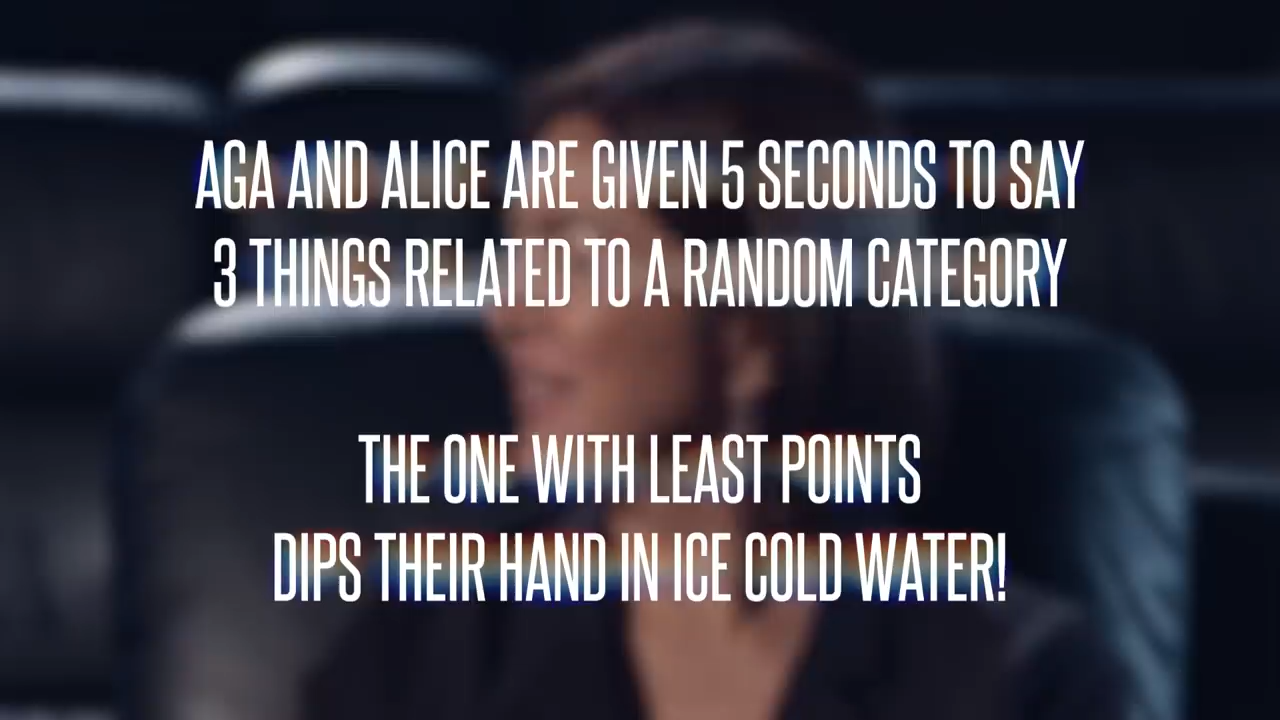 AGA AND ALICE ARE GIVEN 5 SECONDS TO SAY
3 THINGS RELATED TO A RANDOM CATEGORY
THE ONE WITH LEAST POINTS
DIPS THEIR HAND IN ICE COLD WATER!